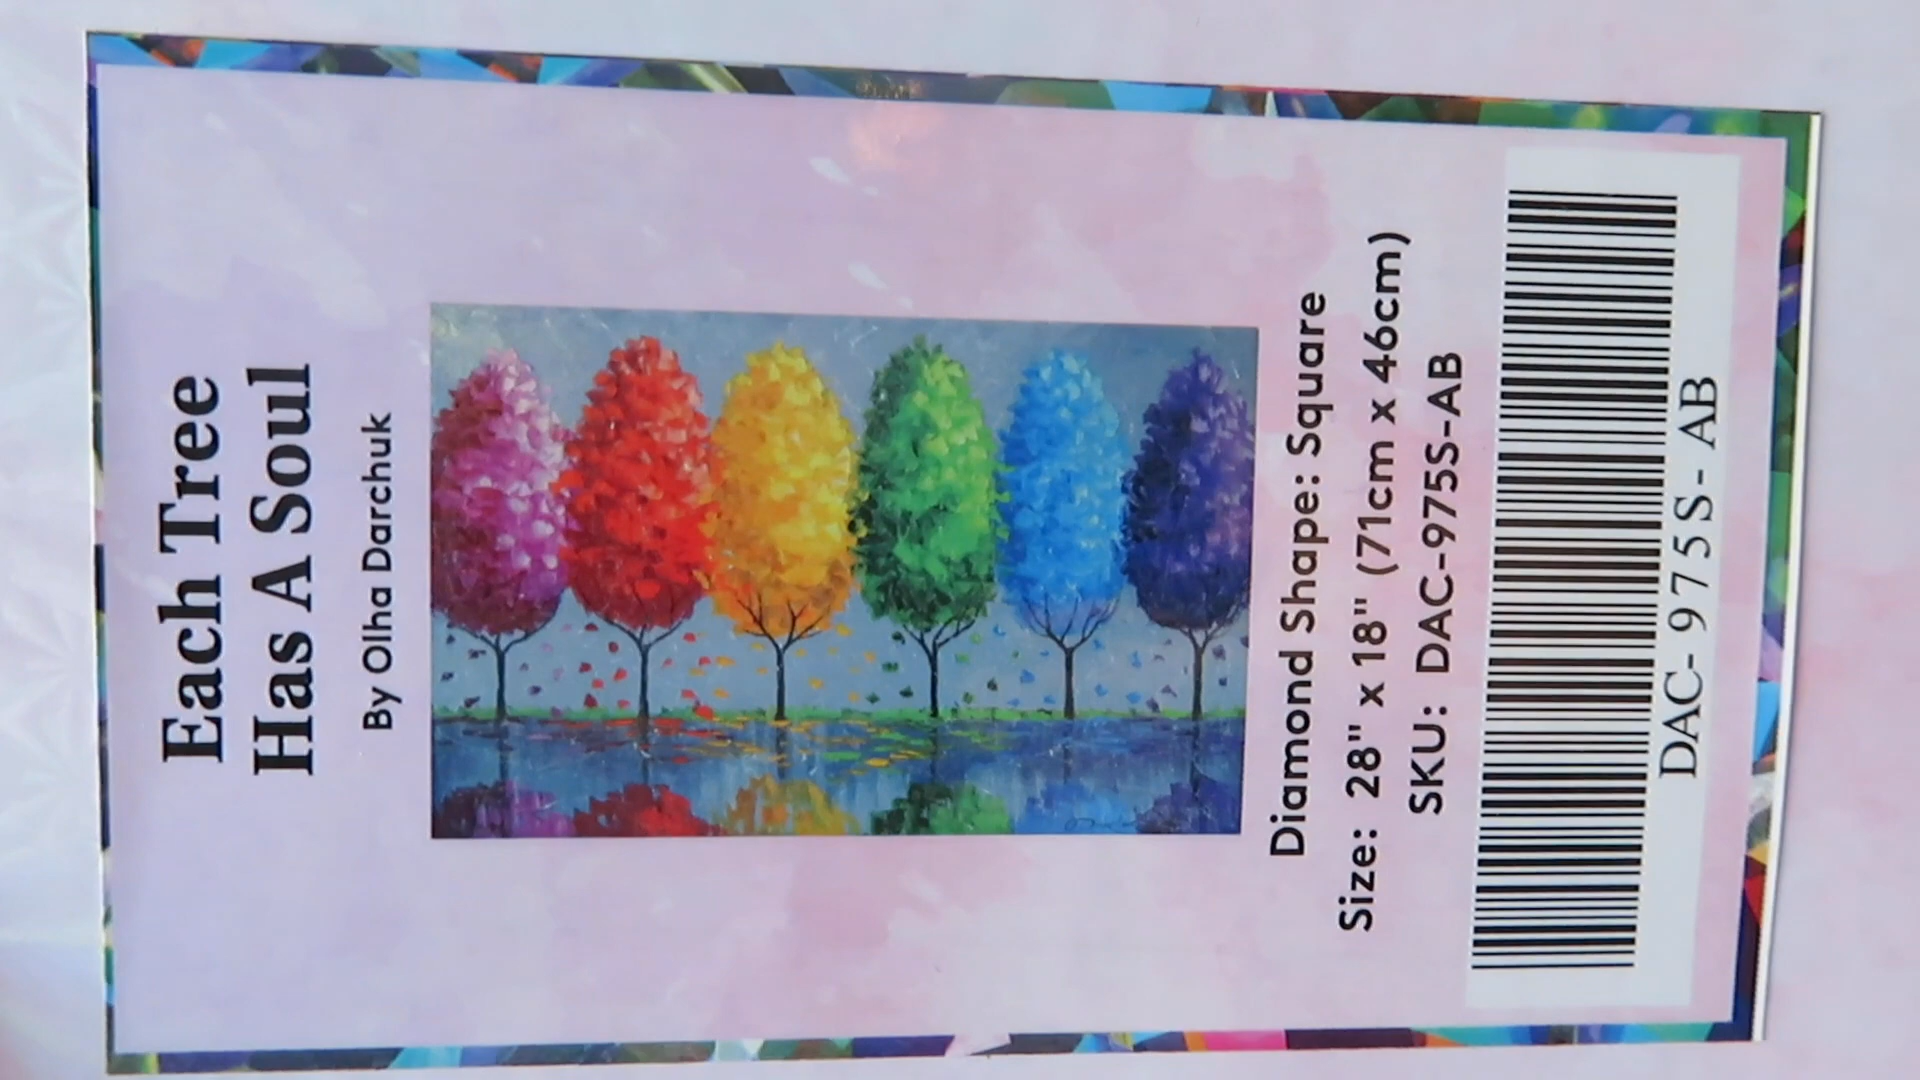 Each Tree
Has A Soul
By Olha Darchuk
Diamond Shape: Square
Size: 28" x 18" (71cm x 46cm)
SKU: DAC-975S-AB
DAC-975S-AB